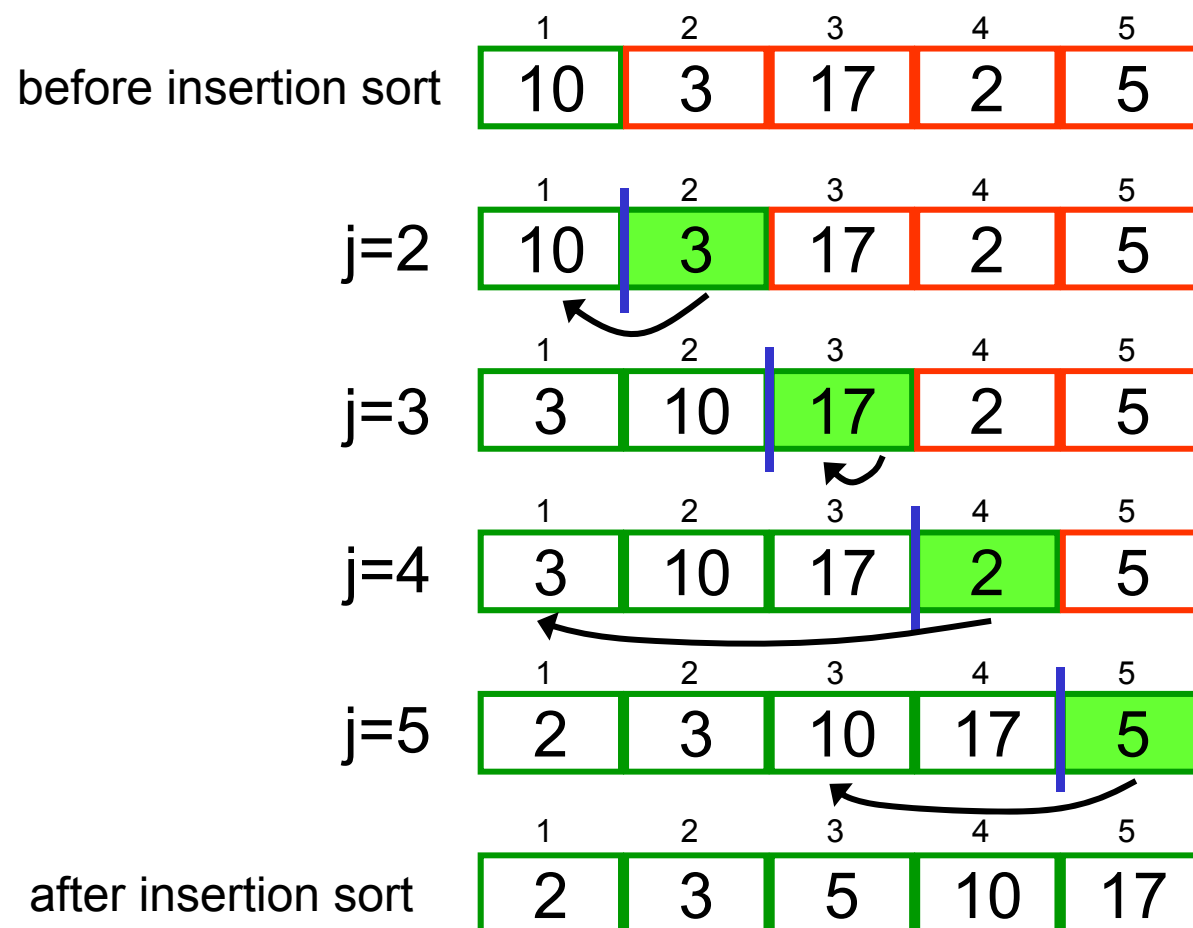 1 2 3 4 5
before insertion sort 10 3 17 2 5
1 2 3 4 5
j=2 10 3 17 2 5
1 2 3 4 5
j=3 3 10 17 2 5
1 2 3 4 5
j=4 3 10 17 2 5
1 2 3 4 5
j=5 2 3 10 17 5
1 2 3 4 5
after insertion sort 2 3 5 10 17